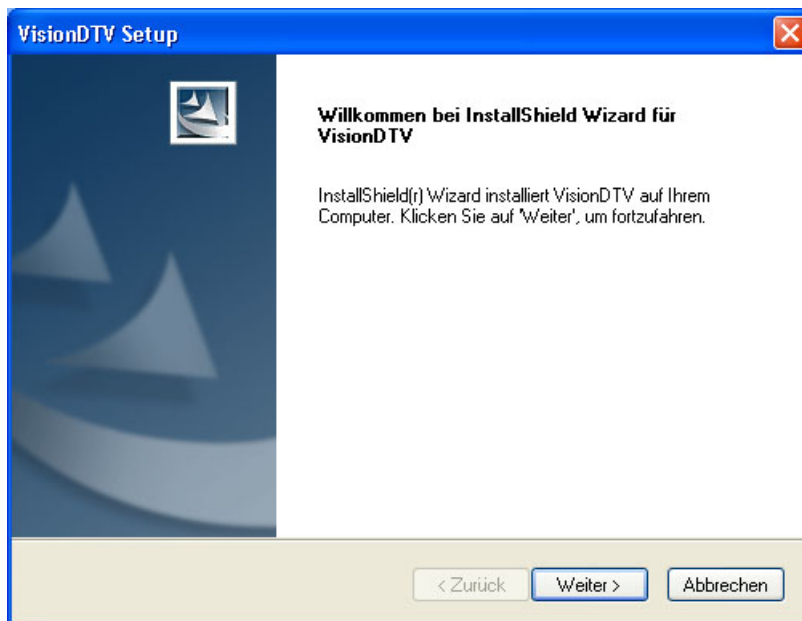 VisionDTV Setup
Willkommen bei InstallShield Wizard für
VisionDTV
InstallShield(r) Wizard installiert VisionDTV auf Ihrem
Computer. Klicken Sie auf 'Weiter', um fortzufahren.
< Zurück
Weiter >
Abbrechen